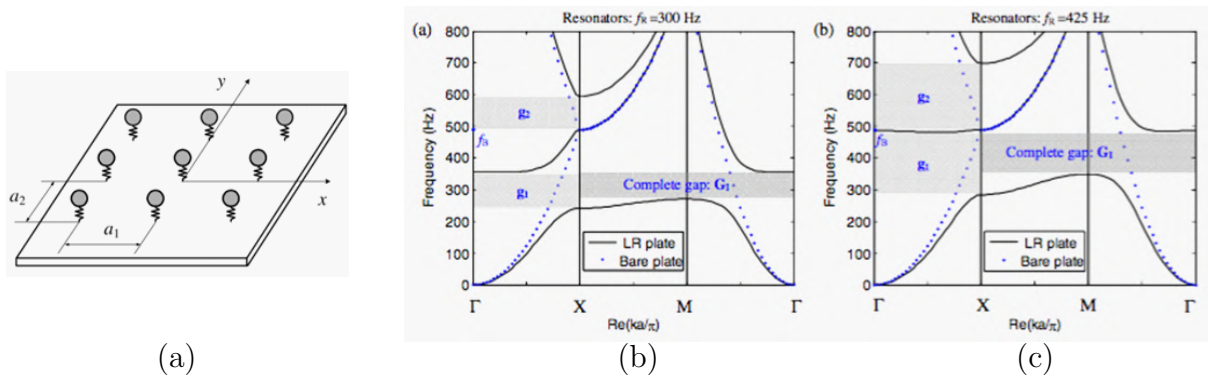 y
x
a2
a1
(a)
Resonators: fR=300 Hz
(a)
800
700
600
500
400
300
200
100
0
Frequency (Hz)
fB
g2
g1
Complete gap: G1
LR plate
Bare plate
Γ X M Γ
Re(ka/π)
(b)
Resonators: fR=425 Hz
(b)
800
700
600
500
400
300
200
100
0
Frequency (Hz)
fB
g2
g1
Complete gap: G1
LR plate
Bare plate
Γ X M Γ
Re(ka/π)
(c)